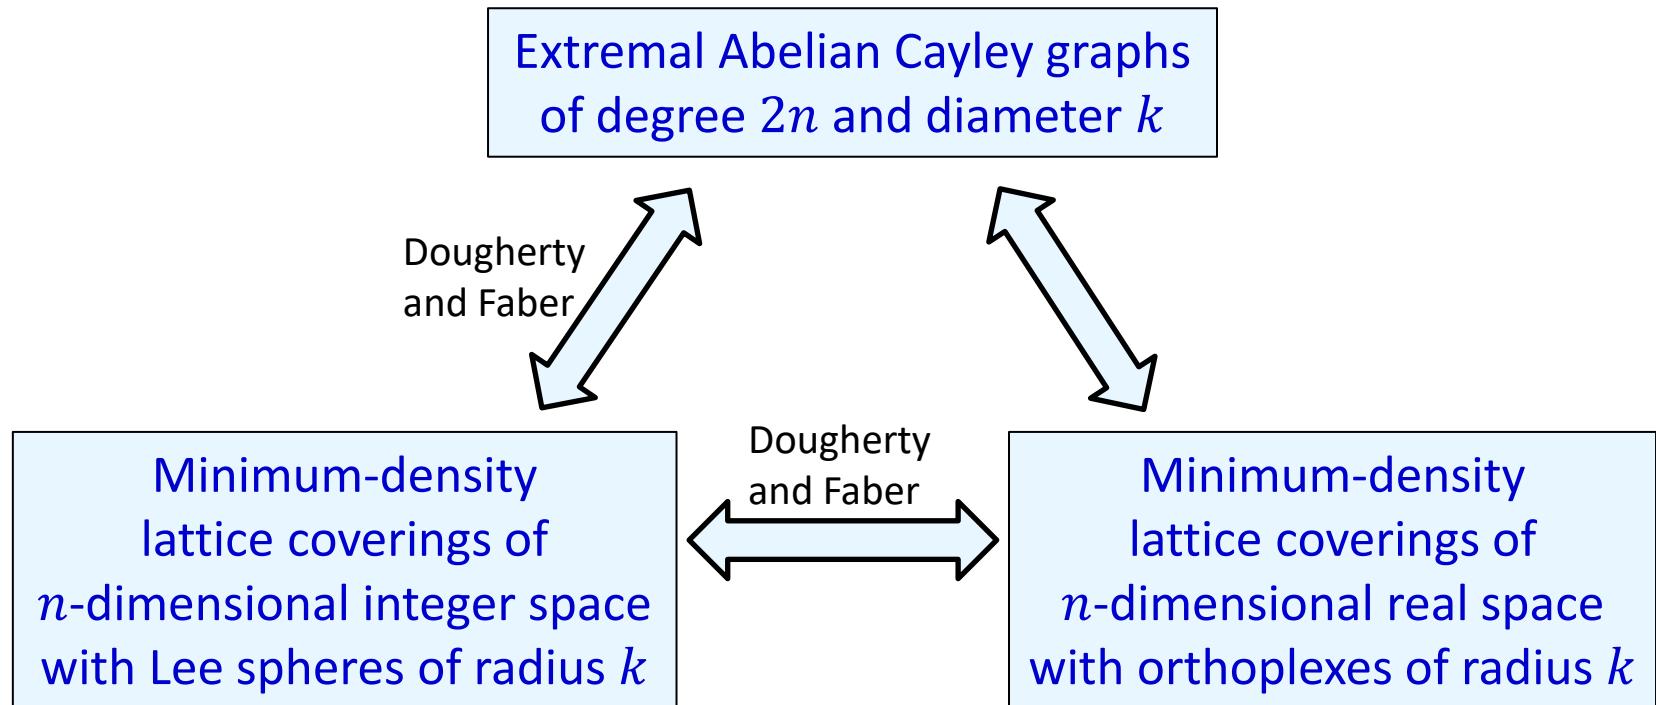 Extremal Abelian Cayley graphs
of degree 2n and diameter k
Dougherty
and Faber
Dougherty
and Faber
Minimum-density
lattice coverings of
n-dimensional integer space
with Lee spheres of radius k
Minimum-density
lattice coverings of
n-dimensional real space
with orthoplexes of radius k